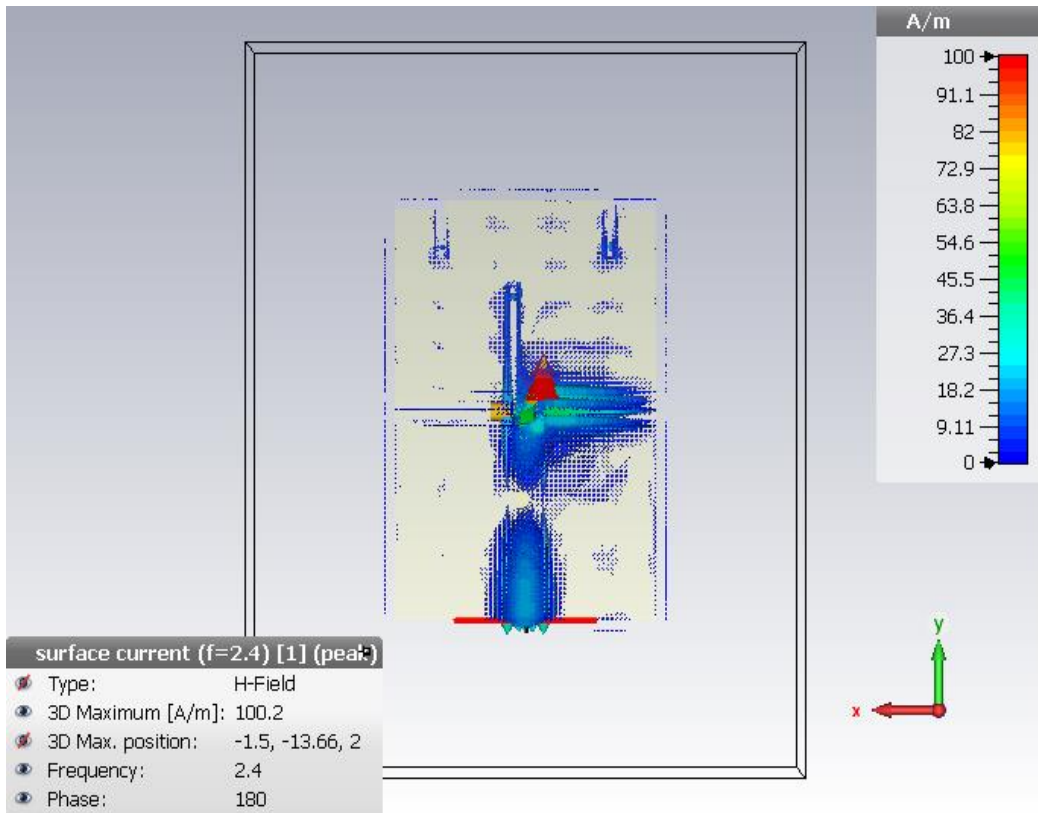 A/m
100
91.1
82
72.9
63.8
54.6
45.5
36.4
27.3
18.2
9.11
0
y
x
surface current (f=2.4) [1] (peak)
Type: H-Field
3D Maximum [A/m]: 100.2
3D Max. position: -1.5, -13.66, 2
Frequency: 2.4
Phase: 180